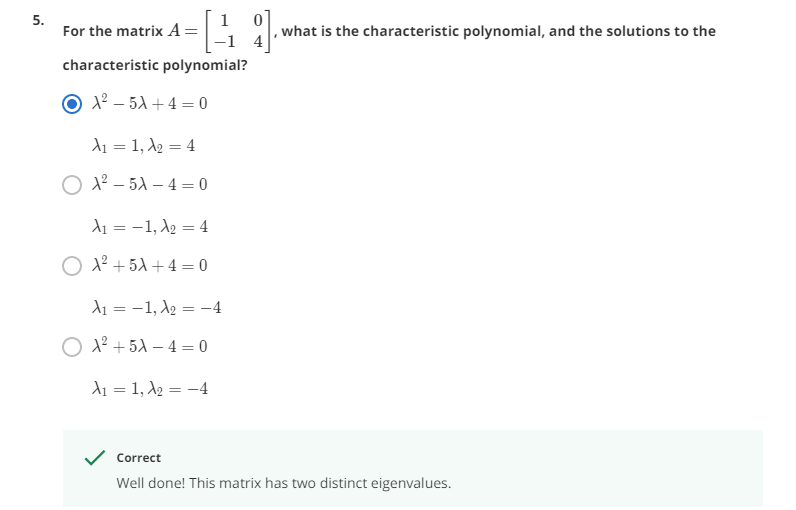 5. For the matrix A = [1 0; −1 4], what is the characteristic polynomial, and the solutions to the
characteristic polynomial?
λ² − 5λ + 4 = 0
λ₁ = 1, λ₂ = 4
λ² − 5λ − 4 = 0
λ₁ = −1, λ₂ = 4
λ² + 5λ + 4 = 0
λ₁ = −1, λ₂ = −4
λ² + 5λ − 4 = 0
λ₁ = 1, λ₂ = −4
Correct
Well done! This matrix has two distinct eigenvalues.